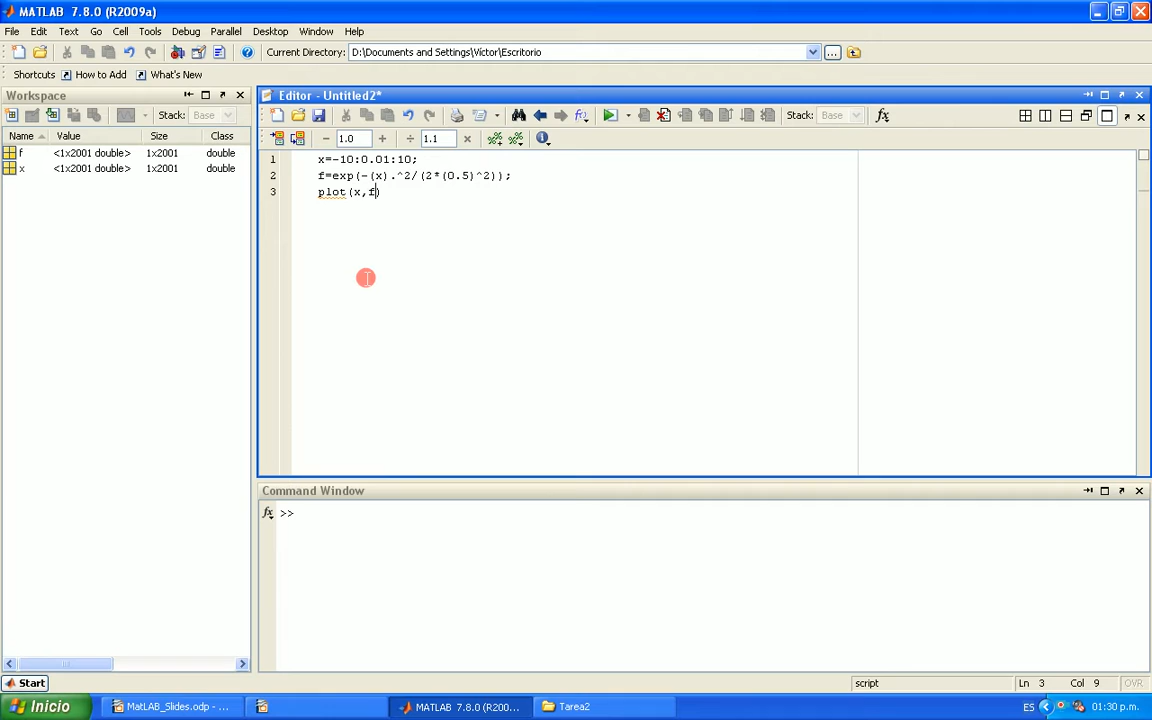 MATLAB 7.8.0 (R2009a)
File Edit Text Go Cell Tools Debug Parallel Desktop Window Help
Current Directory: D:\Documents and Settings\Victor\Escritorio
Shortcuts How to Add What's New
Workspace
Stack: Base
Name Value Size Class
f <1x2001 double> 1x2001 double
x <1x2001 double> 1x2001 double
Editor - Untitled2*
Stack: Base fx
− 1.0 + ÷ 1.1 ×
1 x=-10:0.01:10;
2 f=exp(-(x).^2/(2*(0.5)^2));
3 plot(x,f)
Command Window
fx >>
Start
script Ln 3 Col 9 OVR
Inicio MatLAB_Slides.odp - ... MATLAB 7.8.0 (R200... Tarea2 ES 01:30 p.m.